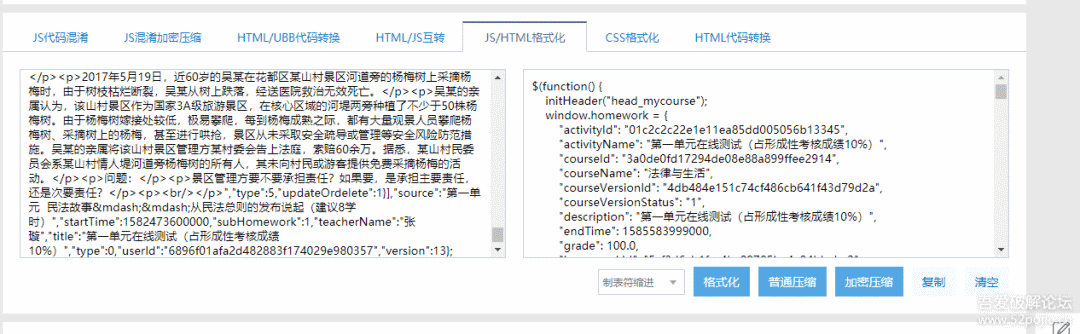 JS代码混淆 JS混淆加密压缩 HTML/UBB代码转换 HTML/JS互转 JS/HTML格式化 CSS格式化 HTML代码转换
</p><p>2017年5月19日，近60岁的吴某在花都区某山村景区河道旁的杨梅树上采摘杨
梅时，由于树枝枯烂断裂，吴某从树上跌落，经送医院救治无效死亡。</p><p>吴某的亲
属认为，该山村景区作为国家3A级旅游景区，在核心区域的河堤两旁种植了不少于50株杨
梅树。由于杨梅树嫁接处较低，极易攀爬，每到杨梅成熟之际，都有大量观景人员攀爬杨
梅树、采摘树上的杨梅，甚至进行哄抢，景区从未采取安全疏导或管理等安全风险防范措
施。吴某的亲属将该山村景区管理方某村委会告上法庭，索赔60余万。据悉，某山村村民委
员会系某山村情人堤河道旁杨梅树的所有人，其未向村民或游客提供免费采摘杨梅的活
动。</p><p>问题：</p><p>景区管理方要不要承担责任？如果要，是承担主要责任，
还是次要责任？</p><p><br/></p>","type":5,"updateOrdelete":1}],"source":"第一单
元 民法故事&mdash;&mdash;从民法总则的发布说起（建议8学
时）","startTime":1582473600000,"subHomework":1,"teacherName":"张
璇","title":"第一单元在线测试（占形成性考核成绩
10%）","type":0,"userId":"6896f01afa2d482883f174029e980357","version":13};
$(function() {
initHeader("head_mycourse");
window.homework = {
"activityId": "01c2c2c22e1e11ea85dd005056b13345",
"activityName": "第一单元在线测试（占形成性考核成绩10%）",
"courseId": "3a0de0fd17294de08e88a899ffee2914",
"courseName": "法律与生活",
"courseVersionId": "4db484e151c74cf486cb641f43d79d2a",
"courseVersionStatus": "1",
"description": "第一单元在线测试（占形成性考核成绩10%）",
"endTime": 1585583999000,
"grade": 100.0,
制表符缩进 格式化 普通压缩 加密压缩 复制 清空
吾爱破解论坛
www.52pojie.cn